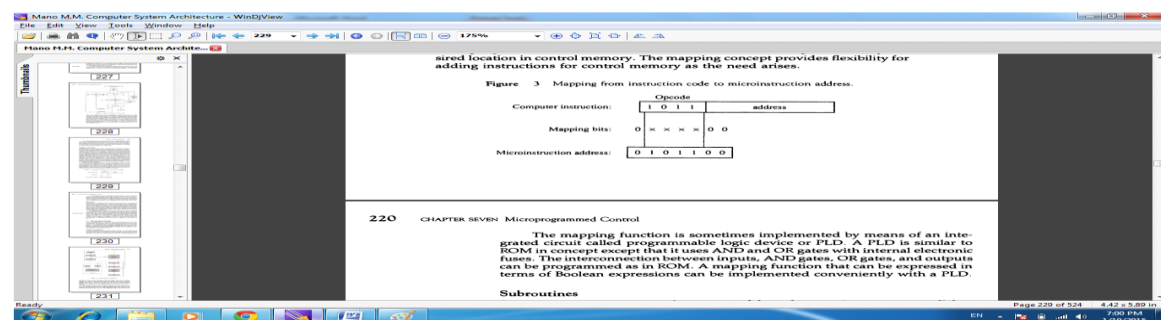 Mano M.M. Computer System Architecture - WinDjView
File Edit View Tools Window Help
229 175%
Mano M.M. Computer System Archite...
Thumbnails
227
228
229
230
231
sired location in control memory. The mapping concept provides flexibility for
adding instructions for control memory as the need arises.
Figure 3 Mapping from instruction code to microinstruction address.
Opcode
Computer instruction: 1 0 1 1 address
Mapping bits: 0 × × × × 0 0
Microinstruction address: 0 1 0 1 1 0 0
220 CHAPTER SEVEN Microprogrammed Control
The mapping function is sometimes implemented by means of an inte-
grated circuit called programmable logic device or PLD. A PLD is similar to
ROM in concept except that it uses AND and OR gates with internal electronic
fuses. The interconnection between inputs, AND gates, OR gates, and outputs
can be programmed as in ROM. A mapping function that can be expressed in
terms of Boolean expressions can be implemented conveniently with a PLD.
Subroutines
Ready Page 229 of 524 4.42 x 5.89 in
EN 7:00 PM